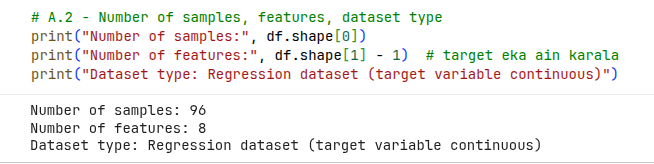 # A.2 - Number of samples, features, dataset type
print("Number of samples:", df.shape[0])
print("Number of features:", df.shape[1] - 1)  # target eka ain karala
print("Dataset type: Regression dataset (target variable continuous)")
Number of samples: 96
Number of features: 8
Dataset type: Regression dataset (target variable continuous)